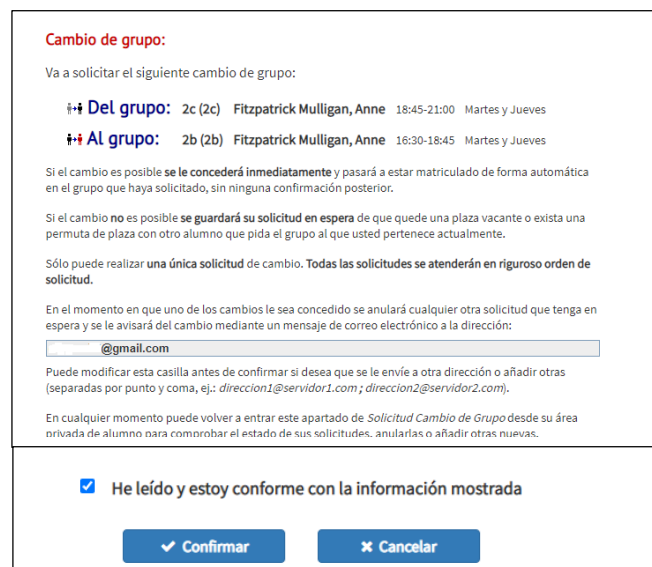 Cambio de grupo:
Va a solicitar el siguiente cambio de grupo:
Del grupo: 2c (2c) Fitzpatrick Mulligan, Anne 18:45-21:00 Martes y Jueves
Al grupo: 2b (2b) Fitzpatrick Mulligan, Anne 16:30-18:45 Martes y Jueves
Si el cambio es posible se le concederá inmediatamente y pasará a estar matriculado de forma automática
en el grupo que haya solicitado, sin ninguna confirmación posterior.
Si el cambio no es posible se guardará su solicitud en espera de que quede una plaza vacante o exista una
permuta de plaza con otro alumno que pida el grupo al que usted pertenece actualmente.
Sólo puede realizar una única solicitud de cambio. Todas las solicitudes se atenderán en riguroso orden de
solicitud.
En el momento en que uno de los cambios le sea concedido se anulará cualquier otra solicitud que tenga en
espera y se le avisará del cambio mediante un mensaje de correo electrónico a la dirección:
@gmail.com
Puede modificar esta casilla antes de confirmar si desea que se le envíe a otra dirección o añadir otras
(separadas por punto y coma, ej.: direccion1@servidor1.com ; direccion2@servidor2.com).
En cualquier momento puede volver a entrar este apartado de Solicitud Cambio de Grupo desde su área
privada de alumno para comprobar el estado de sus solicitudes, anularlas o añadir otras nuevas.
He leído y estoy conforme con la información mostrada
Confirmar Cancelar